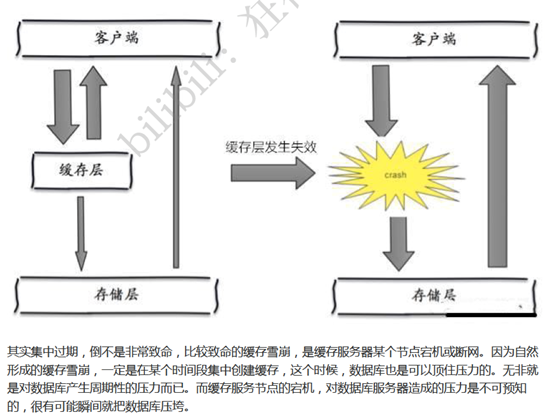 客户端
客户端
缓存层
缓存层发生失效
crash
存储层
存储层
bilibili：狂
其实集中过期，倒不是非常致命，比较致命的缓存雪崩，是缓存服务器某个节点宕机或断网。因为自然
形成的缓存雪崩，一定是在某个时间段集中创建缓存，这个时候，数据库也是可以顶住压力的。无非就
是对数据库产生周期性的压力而已。而缓存服务节点的宕机，对数据库服务器造成的压力是不可预知
的，很有可能瞬间就把数据库压垮。